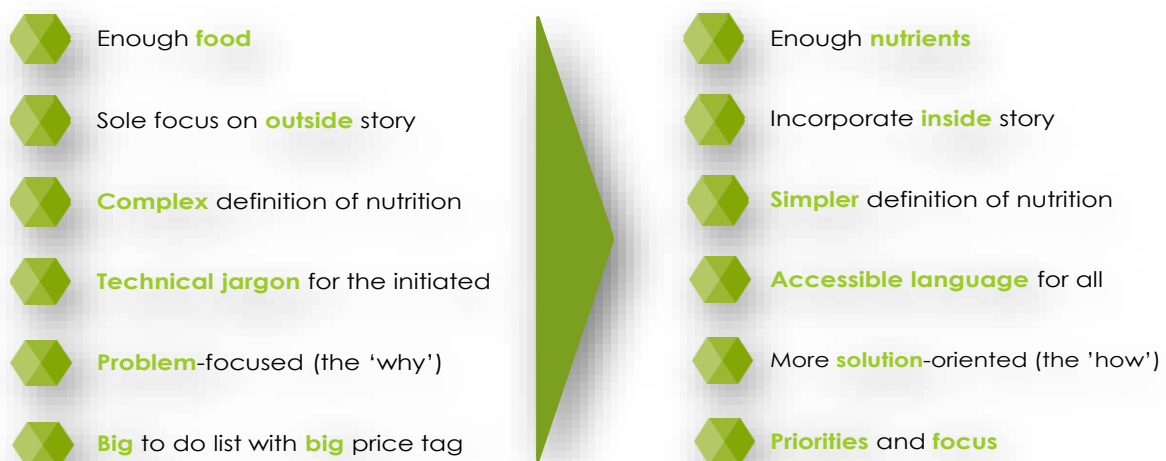 Enough food
Sole focus on outside story
Complex definition of nutrition
Technical jargon for the initiated
Problem-focused (the ‘why’)
Big to do list with big price tag
Enough nutrients
Incorporate inside story
Simpler definition of nutrition
Accessible language for all
More solution-oriented (the ’how’)
Priorities and focus